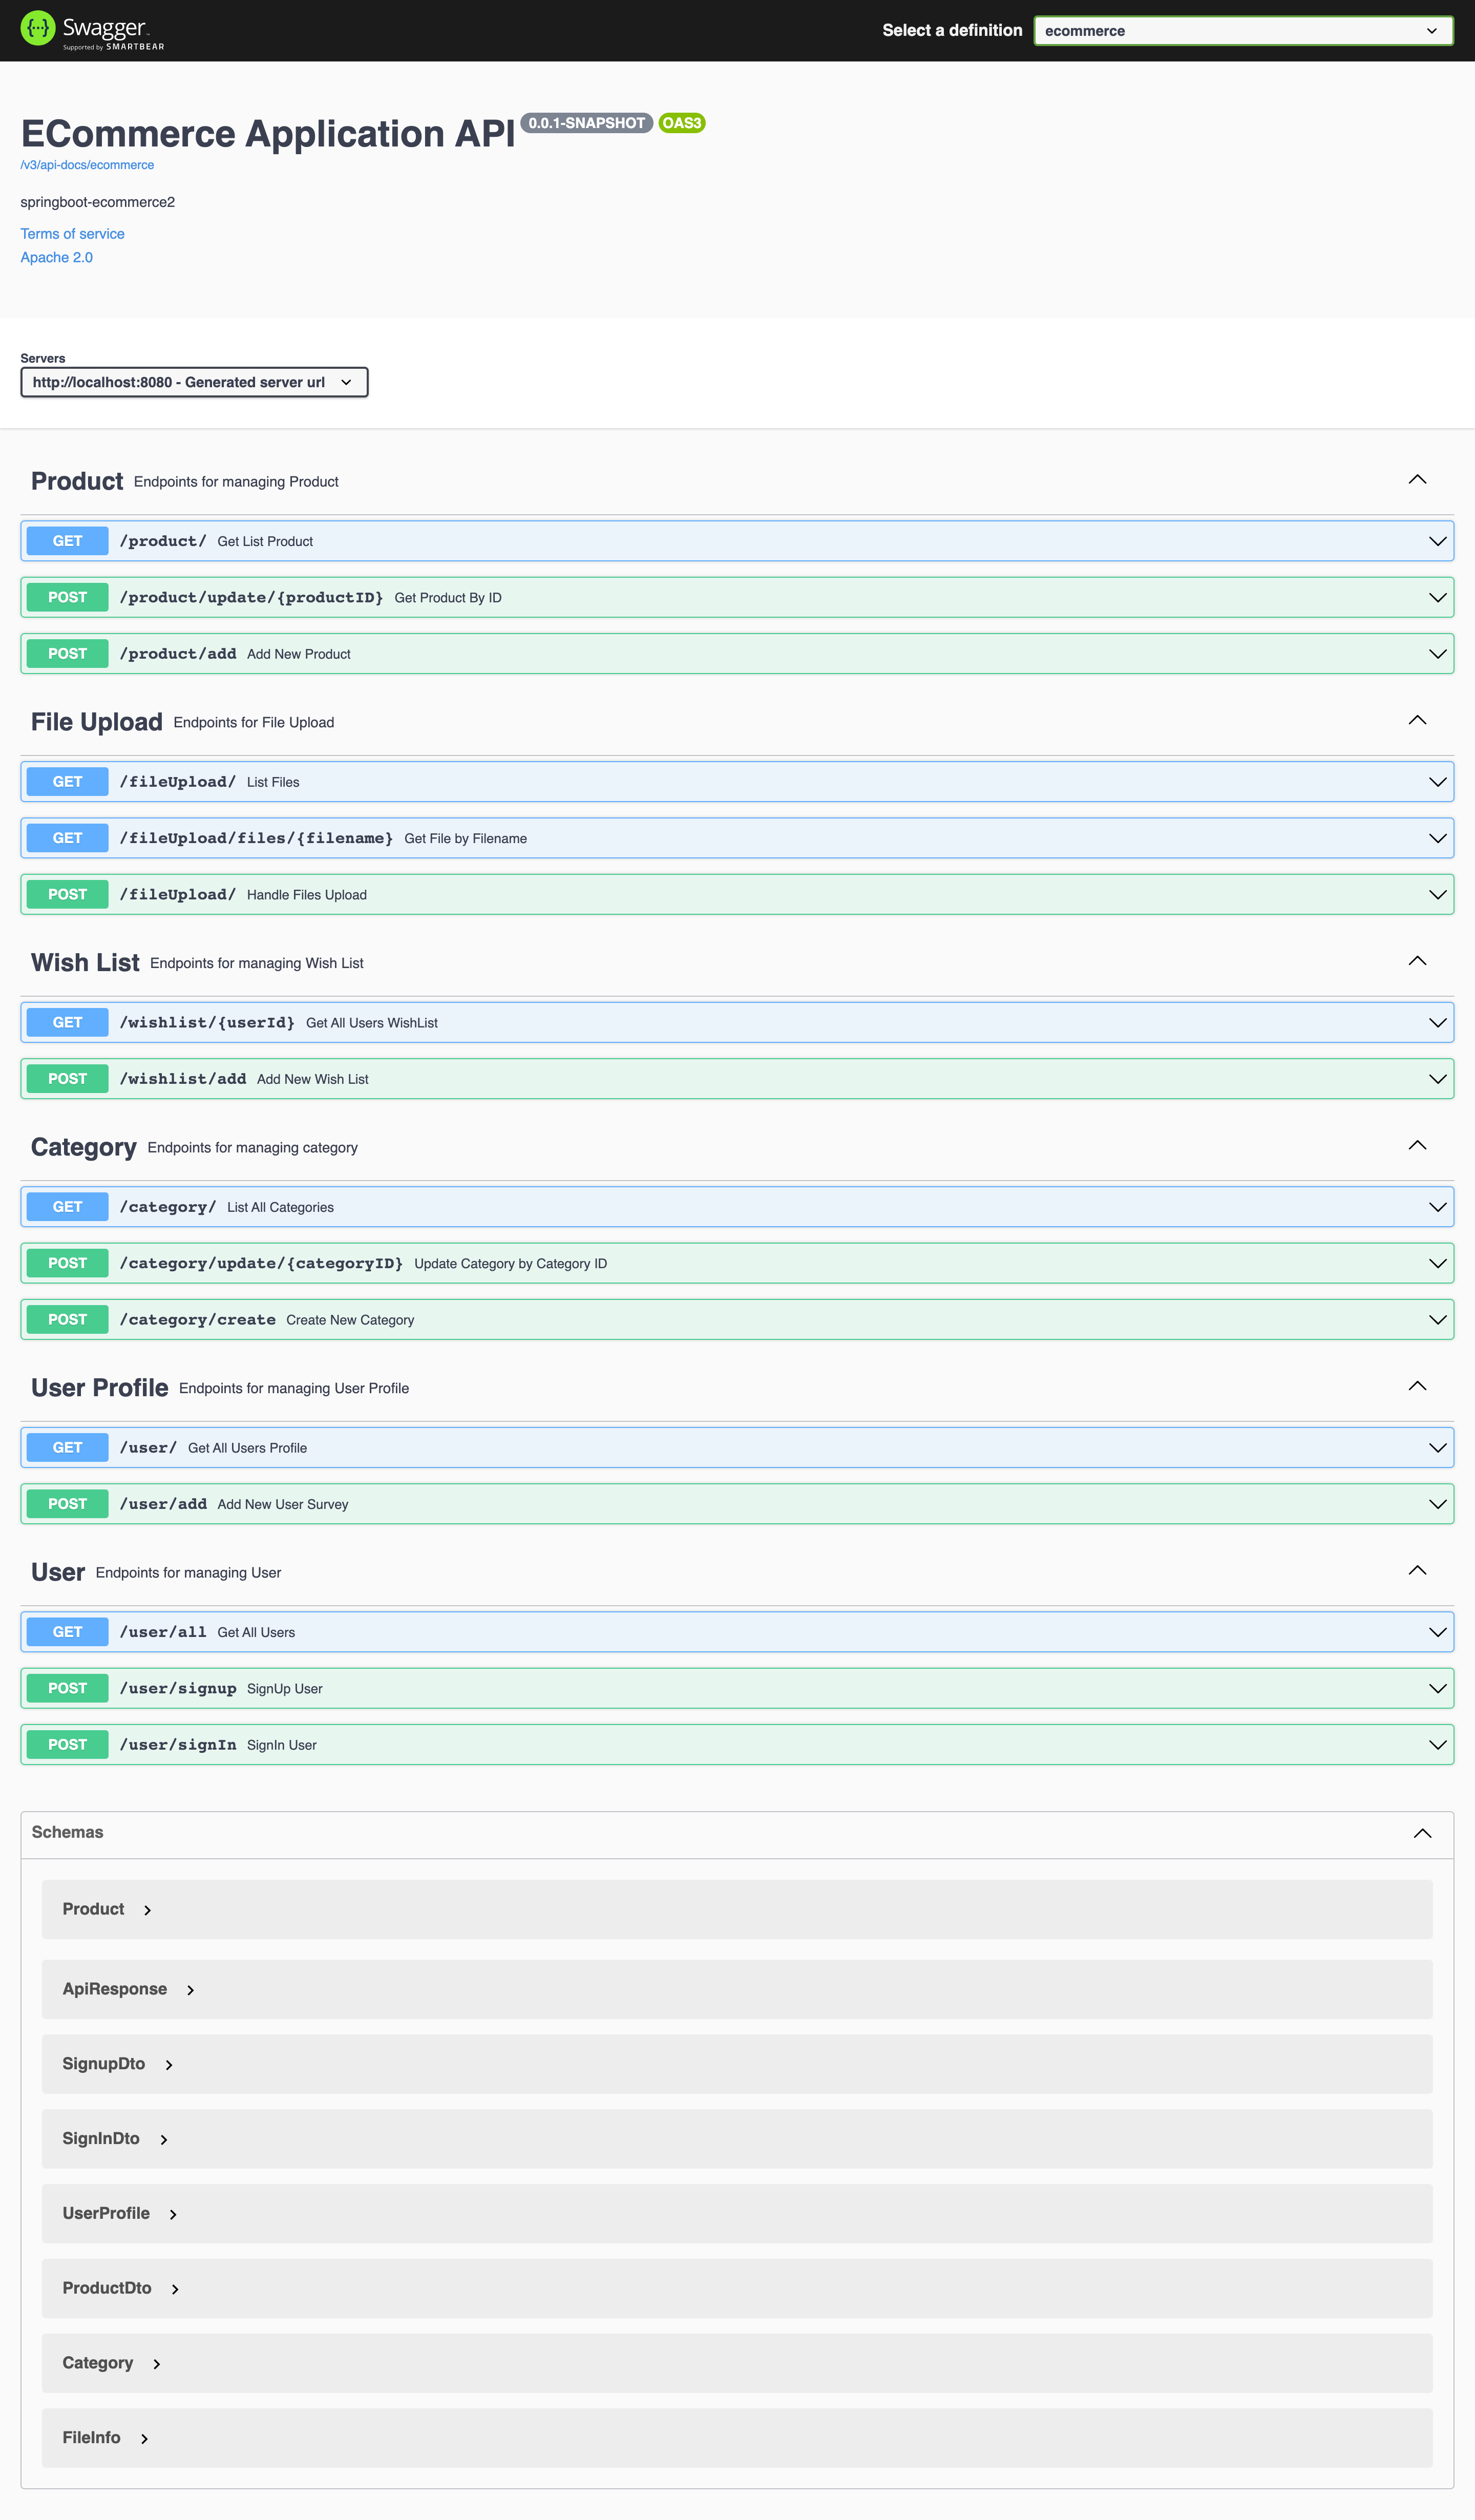 Swagger
Supported by SMARTBEAR
Select a definition
ecommerce
ECommerce Application API 0.0.1-SNAPSHOT OAS3
/v3/api-docs/ecommerce
springboot-ecommerce2
Terms of service
Apache 2.0
Servers
http://localhost:8080 - Generated server url
Product Endpoints for managing Product
GET /product/ Get List Product
POST /product/update/{productID} Get Product By ID
POST /product/add Add New Product
File Upload Endpoints for File Upload
GET /fileUpload/ List Files
GET /fileUpload/files/{filename} Get File by Filename
POST /fileUpload/ Handle Files Upload
Wish List Endpoints for managing Wish List
GET /wishlist/{userId} Get All Users WishList
POST /wishlist/add Add New Wish List
Category Endpoints for managing category
GET /category/ List All Categories
POST /category/update/{categoryID} Update Category by Category ID
POST /category/create Create New Category
User Profile Endpoints for managing User Profile
GET /user/ Get All Users Profile
POST /user/add Add New User Survey
User Endpoints for managing User
GET /user/all Get All Users
POST /user/signup SignUp User
POST /user/signIn SignIn User
Schemas
Product
ApiResponse
SignupDto
SignInDto
UserProfile
ProductDto
Category
FileInfo